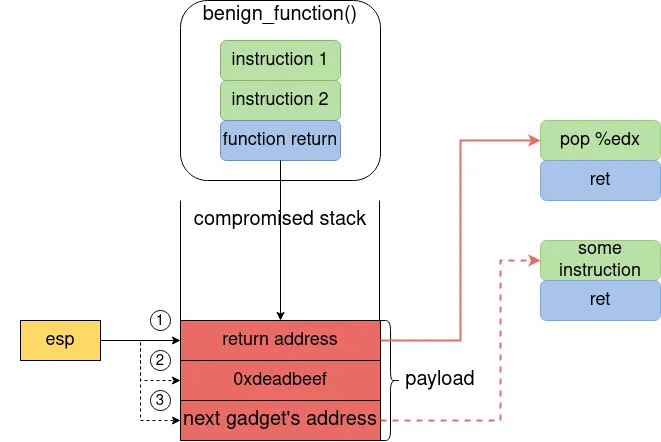 benign_function()
instruction 1
instruction 2
function return
pop %edx
ret
compromised stack
some
instruction
ret
esp
1
return address
2
0xdeadbeef
payload
3
next gadget's address